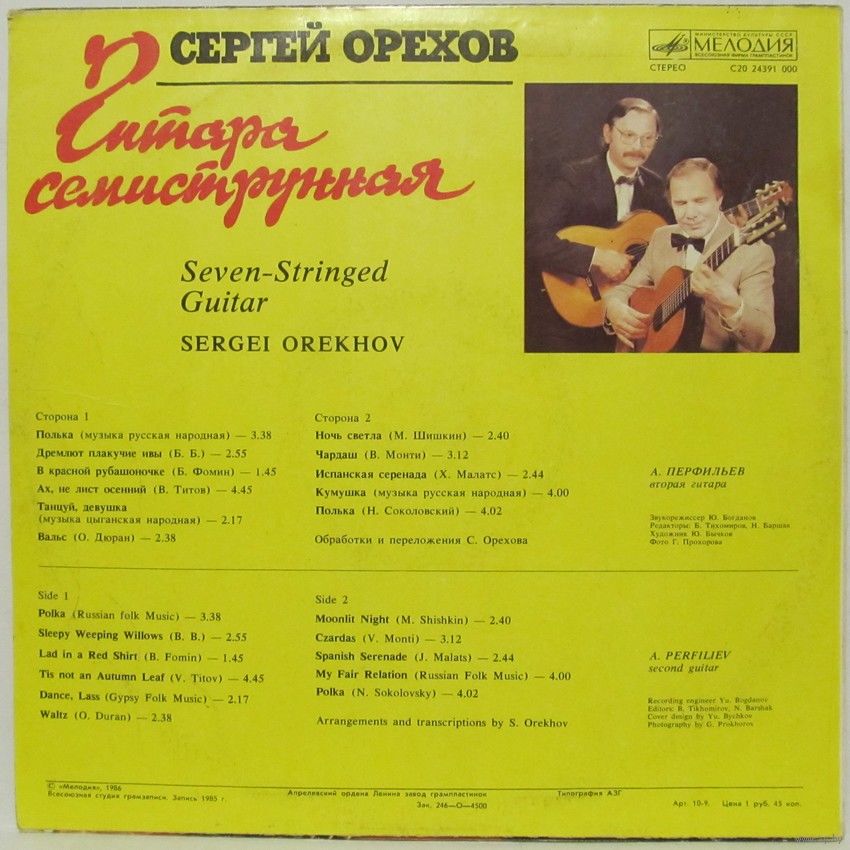 СЕРГЕЙ ОРЕХОВ
Гитара
семиструнная
МИНИСТЕРСТВО КУЛЬТУРЫ СССР
МЕЛОДИЯ
ВСЕСОЮЗНАЯ ФИРМА ГРАМПЛАСТИНОК
СТЕРЕО С20 24391 000
Seven-Stringed
Guitar
SERGEI OREKHOV
Сторона 1
Полька (музыка русская народная) — 3.38
Дремлют плакучие ивы (Б. Б.) — 2.55
В красной рубашоночке (Б. Фомин) — 1.45
Ах, не лист осенний (В. Титов) — 4.45
Танцуй, девушка
(музыка цыганская народная) — 2.17
Вальс (О. Дюран) — 2.38
Сторона 2
Ночь светла (М. Шишкин) — 2.40
Чардаш (В. Монти) — 3.12
Испанская серенада (Х. Малатс) — 2.44
Кумушка (музыка русская народная) — 4.00
Полька (Н. Соколовский) — 4.02
Обработки и переложения С. Орехова
А. ПЕРФИЛЬЕВ
вторая гитара
Звукорежиссер Ю. Богданов
Редакторы: Б. Тихомиров, Н. Баршак
Художник Ю. Бычков
Фото Г. Прохорова
Side 1
Polka (Russian folk Music) — 3.38
Sleepy Weeping Willows (B. B.) — 2.55
Lad in a Red Shirt (B. Fomin) — 1.45
Tis not an Autumn Leaf (V. Titov) — 4.45
Dance, Lass (Gypsy Folk Music) — 2.17
Waltz (O. Duran) — 2.38
Side 2
Moonlit Night (M. Shishkin) — 2.40
Czardas (V. Monti) — 3.12
Spanish Serenade (J. Malats) — 2.44
My Fair Relation (Russian Folk Music) — 4.00
Polka (N. Sokolovsky) — 4.02
Arrangements and transcriptions by S. Orekhov
A. PERFILIEV
second guitar
Recording engineer Yu. Bogdanov
Editors: B. Tikhomirov, N. Barshak
Cover design by Yu. Bychkov
Photography by G. Prokhorov
© «Мелодия», 1986
Всесоюзная студия грамзаписи. Запись 1985 г.
Апрелевский ордена Ленина завод грампластинок
Зак. 246—О—4500
Типография АЗГ
Арт. 10-9. Цена 1 руб. 45 коп.